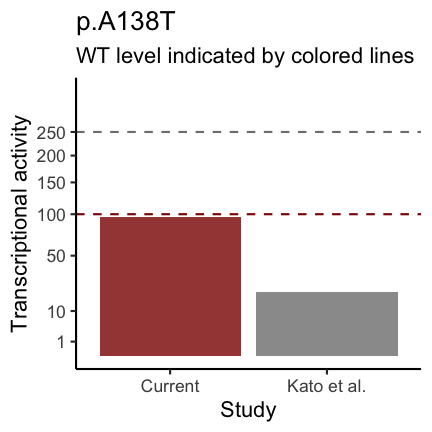 p.A138T
WT level indicated by colored lines
Transcriptional activity
250
200
150
100
50
10
1
Current
Kato et al.
Study